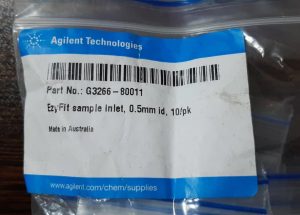 Agilent Technologies
Part No.: G3266-80011
EzyFit sample inlet, 0.5mm id, 10/pk
Made in Australia
www.agilent.com/chem/supplies